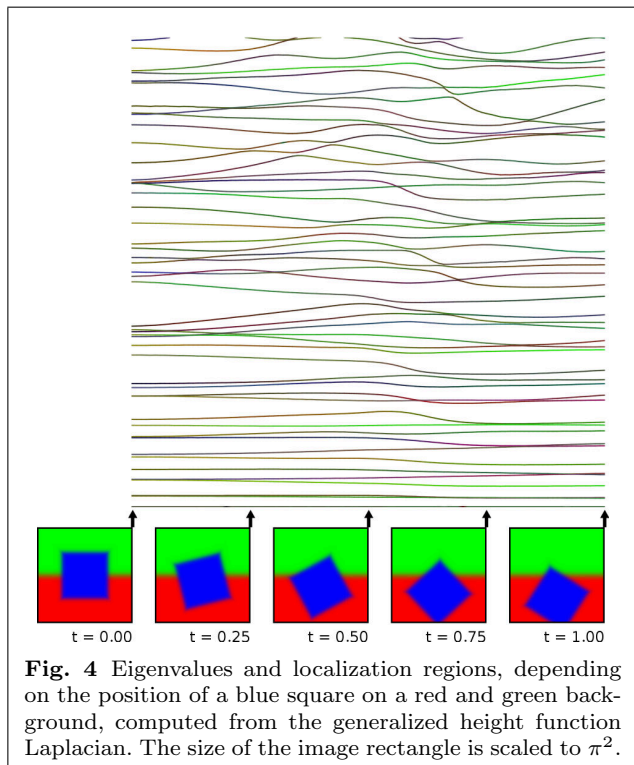 t = 0.00 t = 0.25 t = 0.50 t = 0.75 t = 1.00
Fig. 4 Eigenvalues and localization regions, depending
on the position of a blue square on a red and green back-
ground, computed from the generalized height function
Laplacian. The size of the image rectangle is scaled to π².